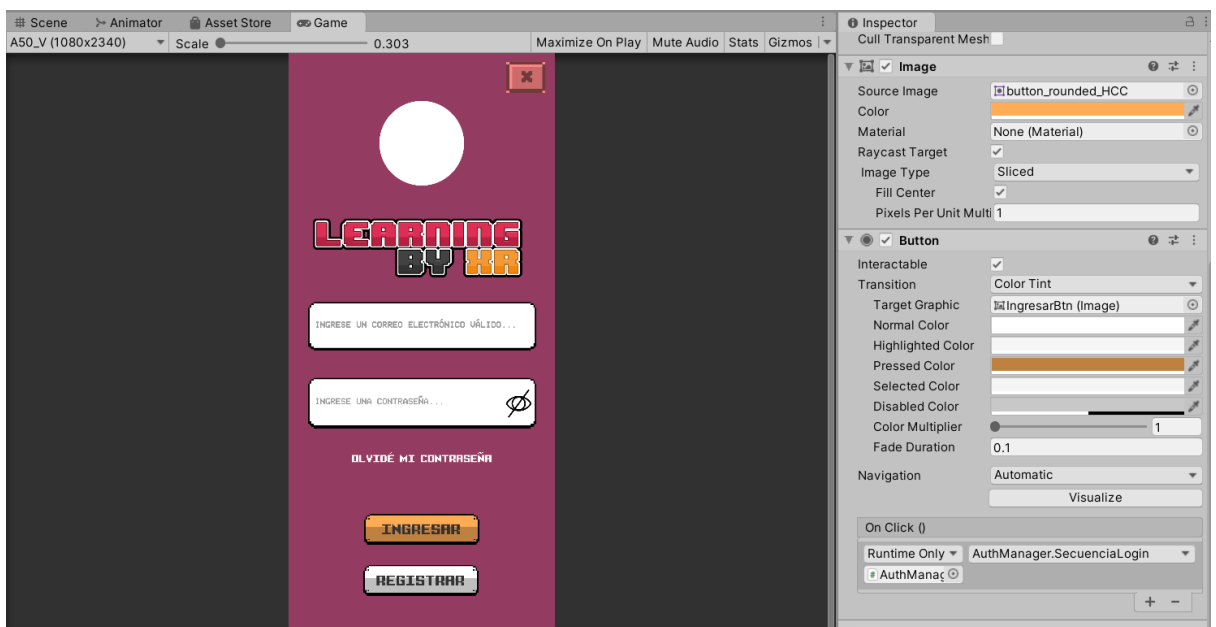 Scene Animator Asset Store Game
A50_V (1080x2340) Scale 0.303 Maximize On Play Mute Audio Stats Gizmos
LEARNING
BY XR
INGRESE UN CORREO ELECTRÓNICO VÁLIDO...
INGRESE UNA CONTRASEÑA...
OLVIDÉ MI CONTRASEÑA
INGRESAR
REGISTRAR
Inspector
Cull Transparent Mesh
Image
Source Image button_rounded_HCC
Color
Material None (Material)
Raycast Target
Image Type Sliced
Fill Center
Pixels Per Unit Multi 1
Button
Interactable
Transition Color Tint
Target Graphic IngresarBtn (Image)
Normal Color
Highlighted Color
Pressed Color
Selected Color
Disabled Color
Color Multiplier 1
Fade Duration 0.1
Navigation Automatic
Visualize
On Click ()
Runtime Only AuthManager.SecuenciaLogin
AuthManag